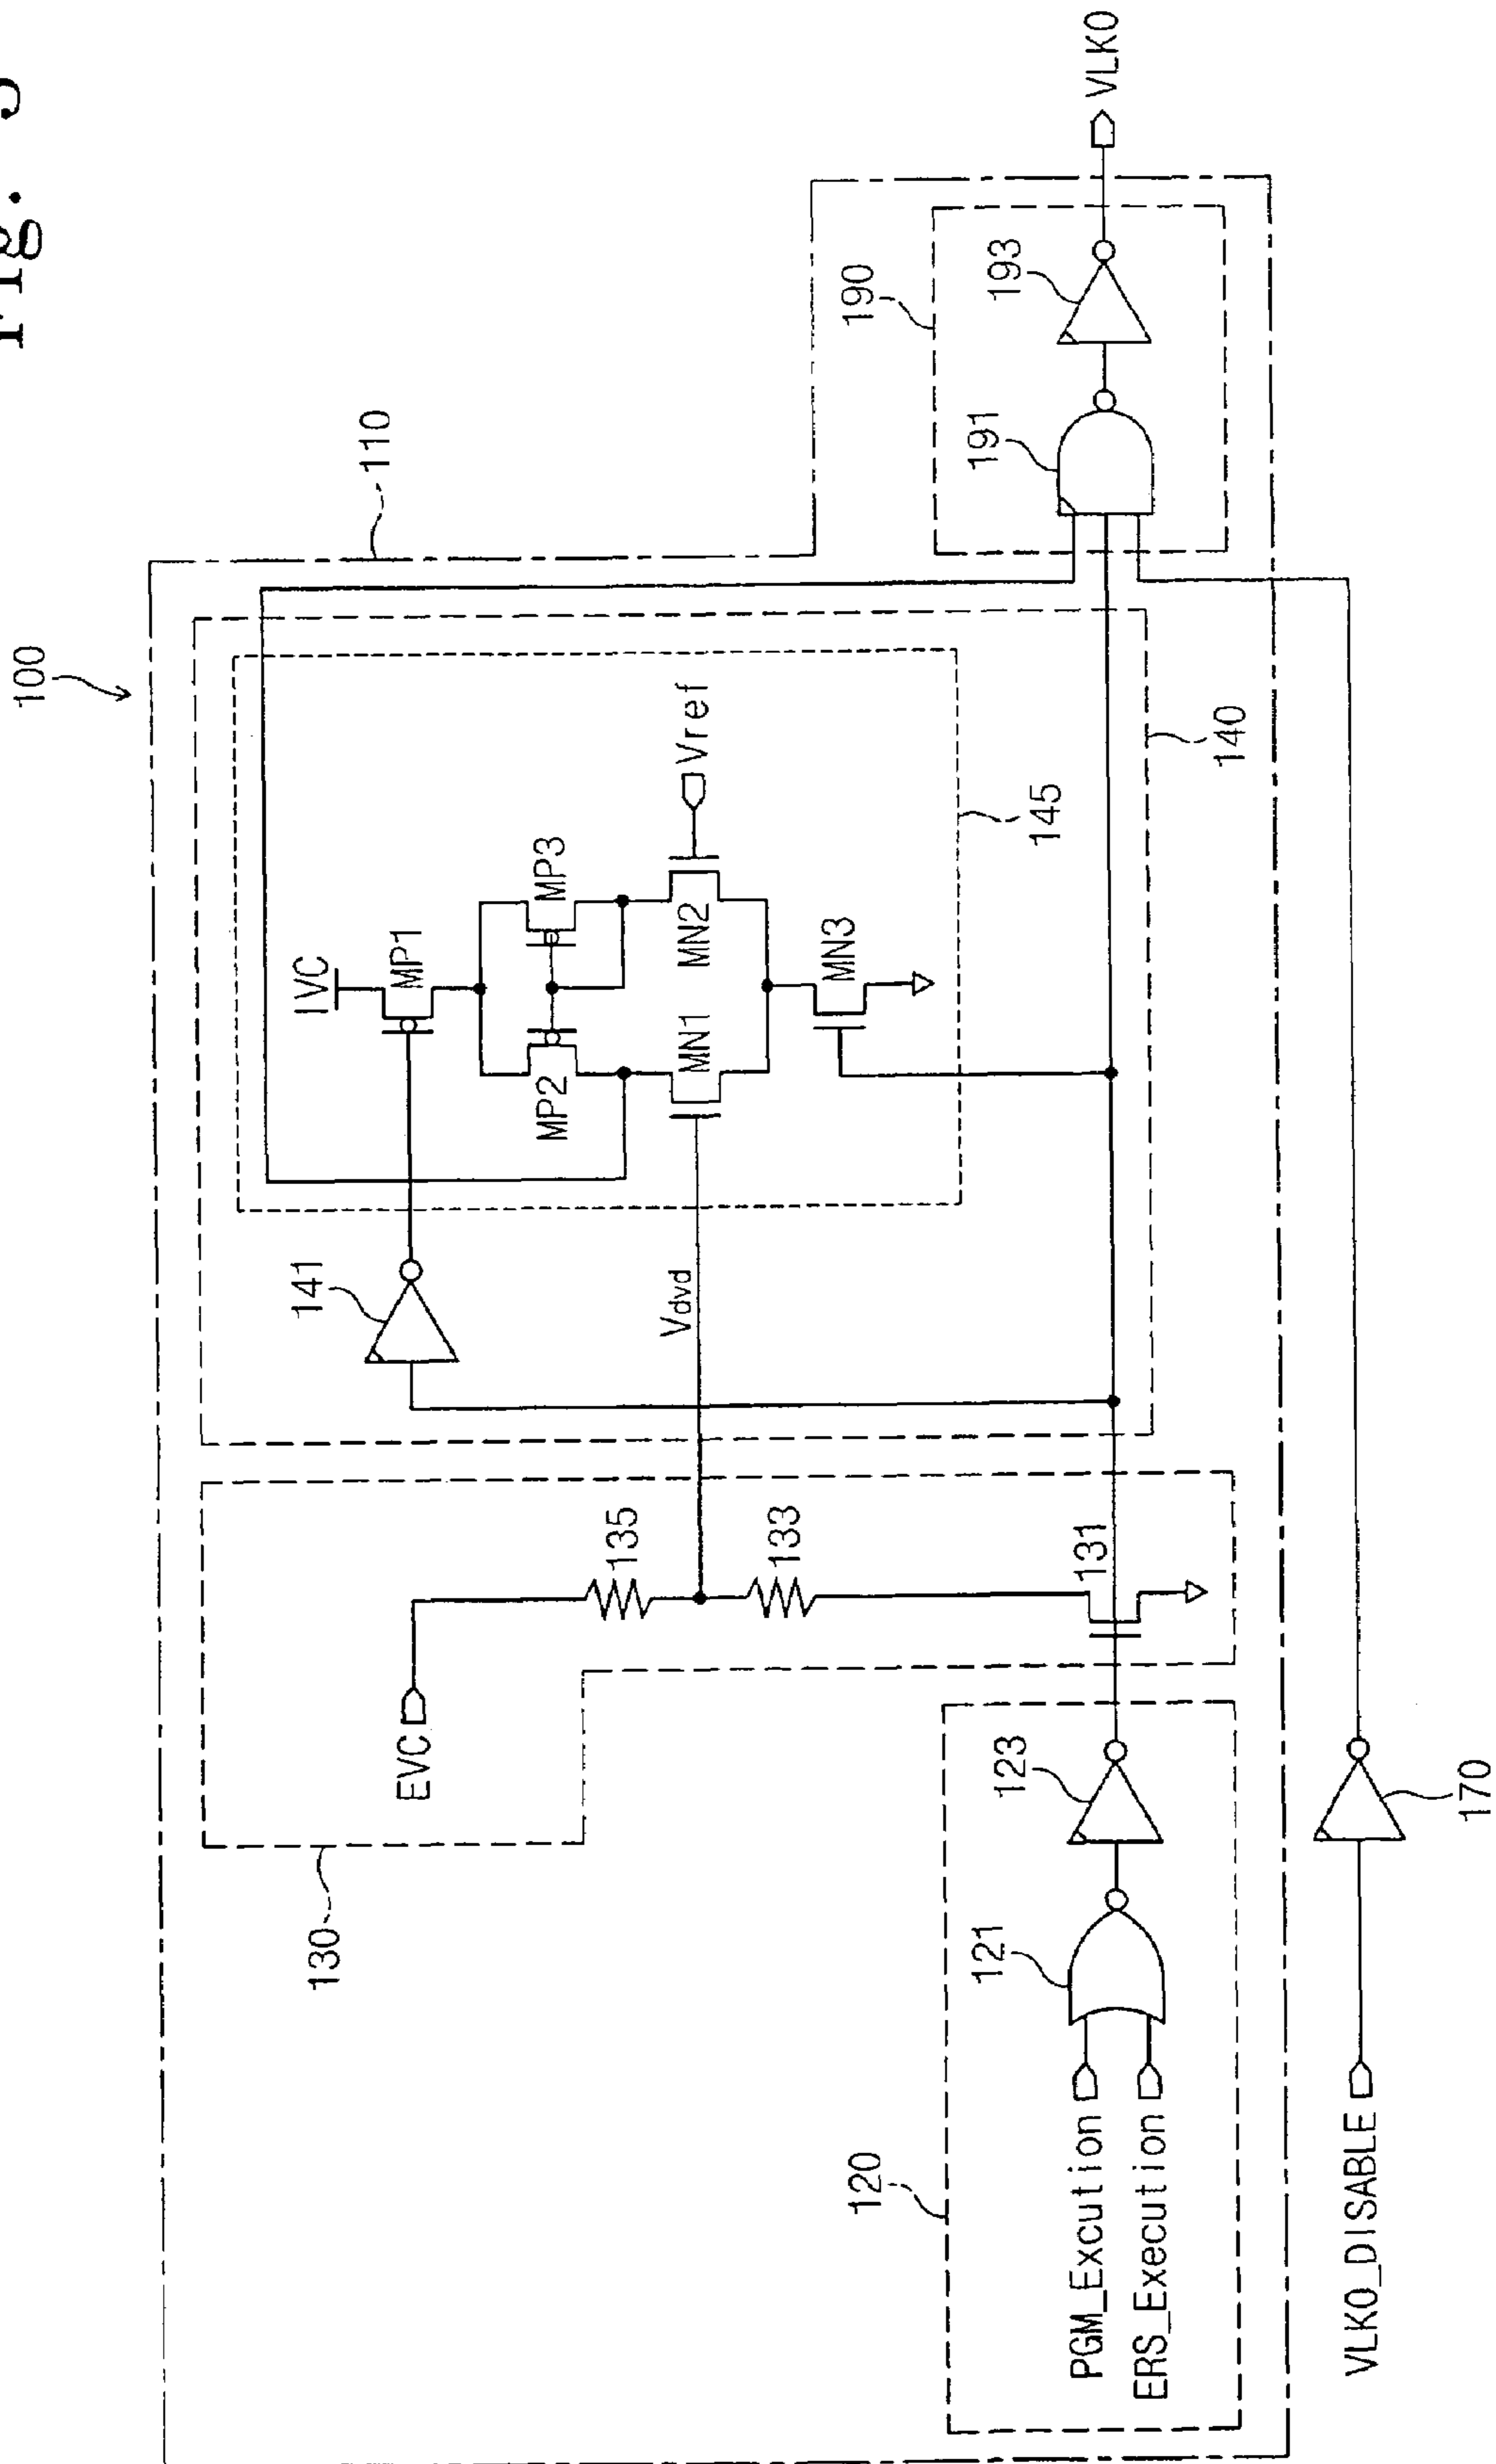 Fig. 3
100
110
190
193
VLKO
191
IVC
MP1
MP2
MP3
MN1
MN2
MN3
Vref
145
140
141
Vdvd
135
133
131
EVC
130
123
121
120
PGM_Excution
ERS_Execution
VLKO_DISABLE
170